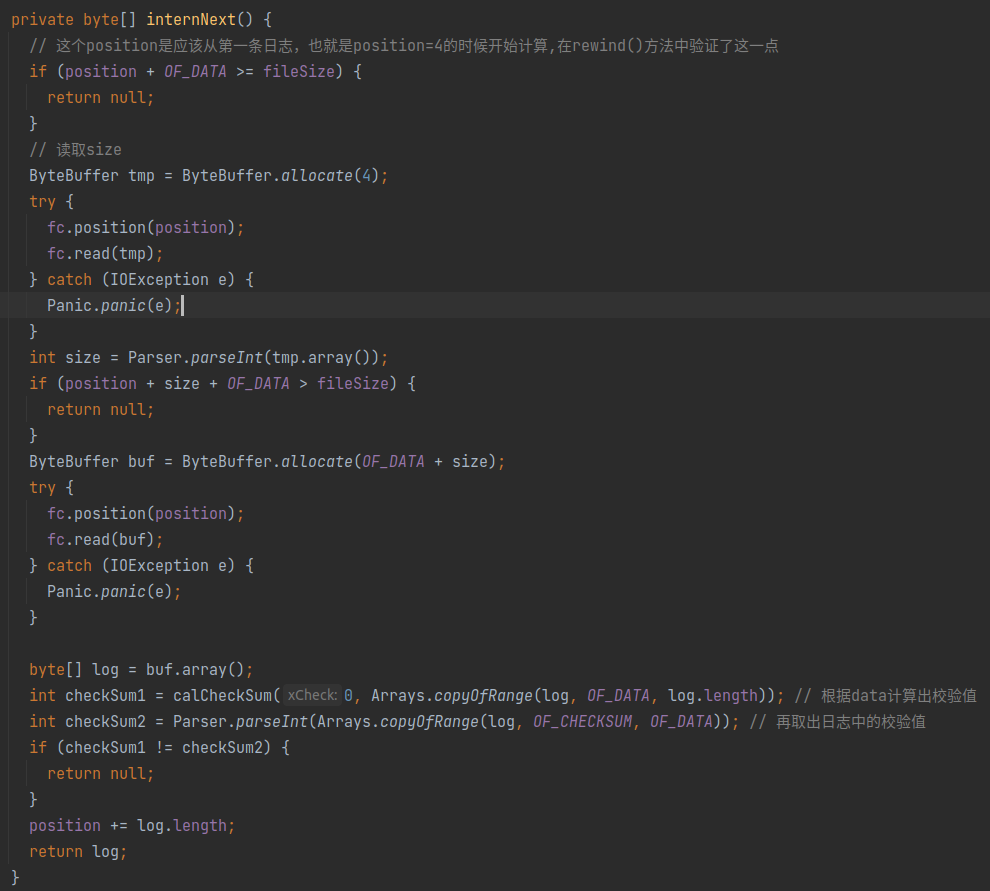 private byte[] internNext() {
// 这个position是应该从第一条日志，也就是position=4的时候开始计算,在rewind()方法中验证了这一点
if (position + OF_DATA >= fileSize) {
return null;
}
// 读取size
ByteBuffer tmp = ByteBuffer.allocate(4);
try {
fc.position(position);
fc.read(tmp);
} catch (IOException e) {
Panic.panic(e);
}
int size = Parser.parseInt(tmp.array());
if (position + size + OF_DATA > fileSize) {
return null;
}
ByteBuffer buf = ByteBuffer.allocate(OF_DATA + size);
try {
fc.position(position);
fc.read(buf);
} catch (IOException e) {
Panic.panic(e);
}
byte[] log = buf.array();
int checkSum1 = calCheckSum( xCheck: 0, Arrays.copyOfRange(log, OF_DATA, log.length)); // 根据data计算出校验值
int checkSum2 = Parser.parseInt(Arrays.copyOfRange(log, OF_CHECKSUM, OF_DATA)); // 再取出日志中的校验值
if (checkSum1 != checkSum2) {
return null;
}
position += log.length;
return log;
}